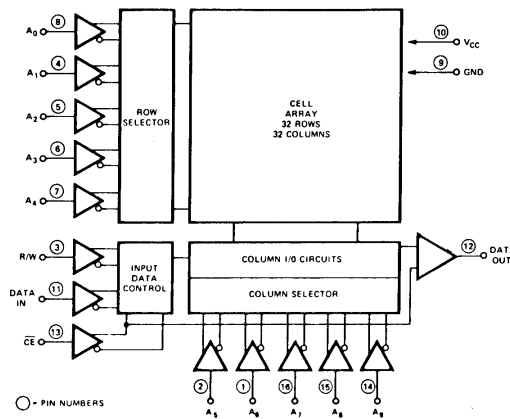 A0 8
A1 4
A2 5
A3 6
A4 7
ROW
SELECTOR
CELL
ARRAY
32 ROWS
32 COLUMNS
10 VCC
9 GND
R/W 3
DATA
IN 11
CE 13
INPUT
DATA
CONTROL
COLUMN I/O CIRCUITS
COLUMN SELECTOR
12 DATA
OUT
2 1 16 15 14
A5 A6 A7 A8 A9
- PIN NUMBERS